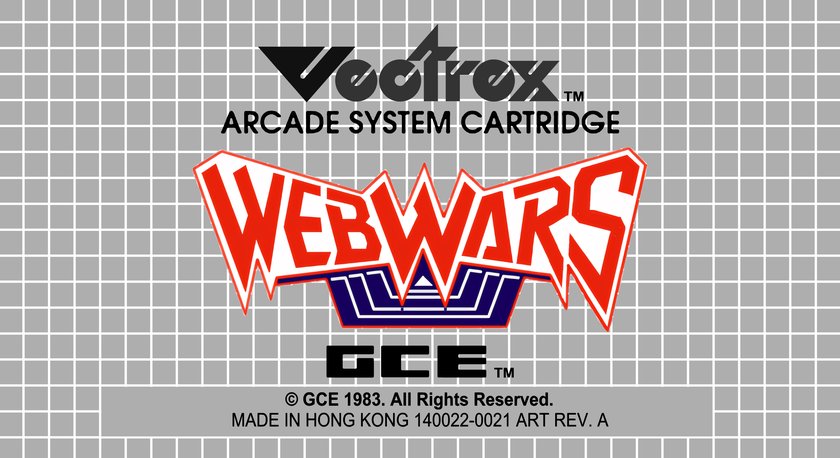 Vectrex™
ARCADE SYSTEM CARTRIDGE
WEBWARS
GCE™
© GCE 1983. All Rights Reserved.
MADE IN HONG KONG 140022-0021 ART REV. A